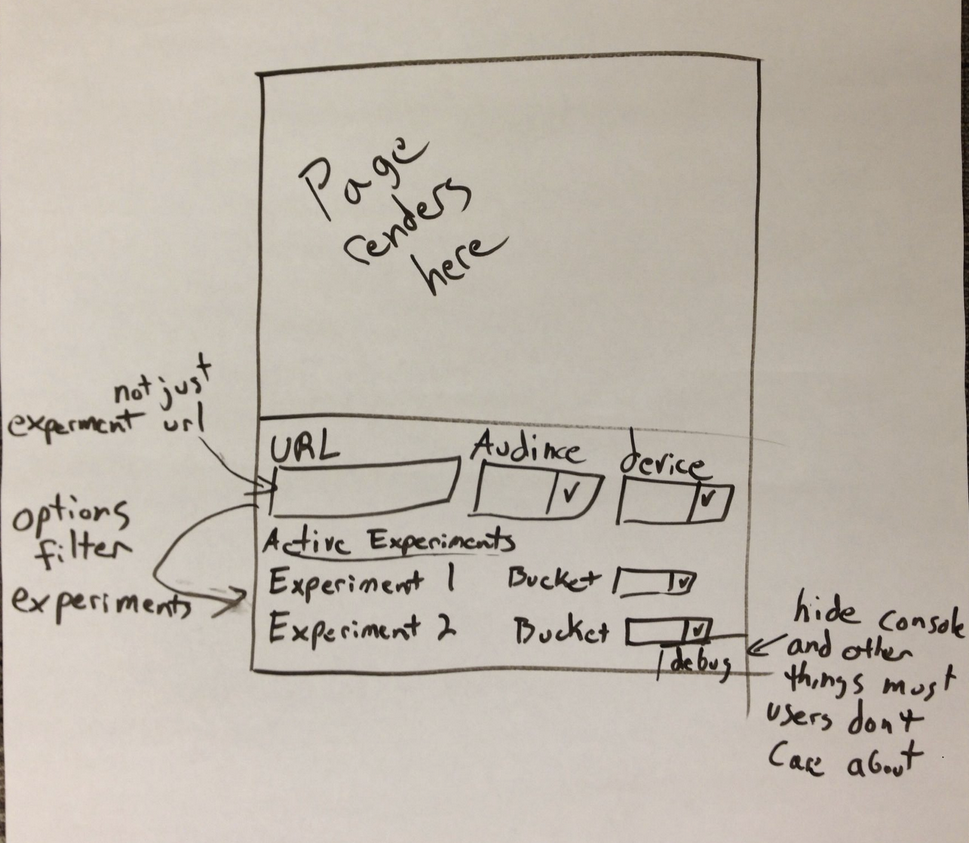 Page
renders
here
not just
experment url
URL
Audince
device
options
filter
experiments
Active Experiments
Experiment 1 Bucket
Experiment 2 Bucket
debug
hide console
and other
things most
users don't
care about